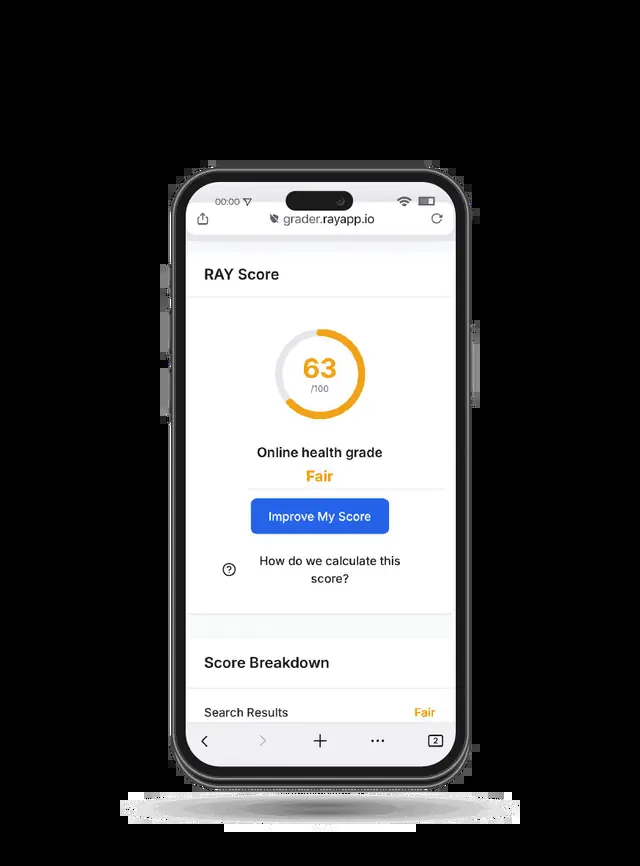 00:00
grader.rayapp.io
RAY Score
63
/100
Online health grade
Fair
Improve My Score
How do we calculate this
score?
Score Breakdown
Search Results Fair
2